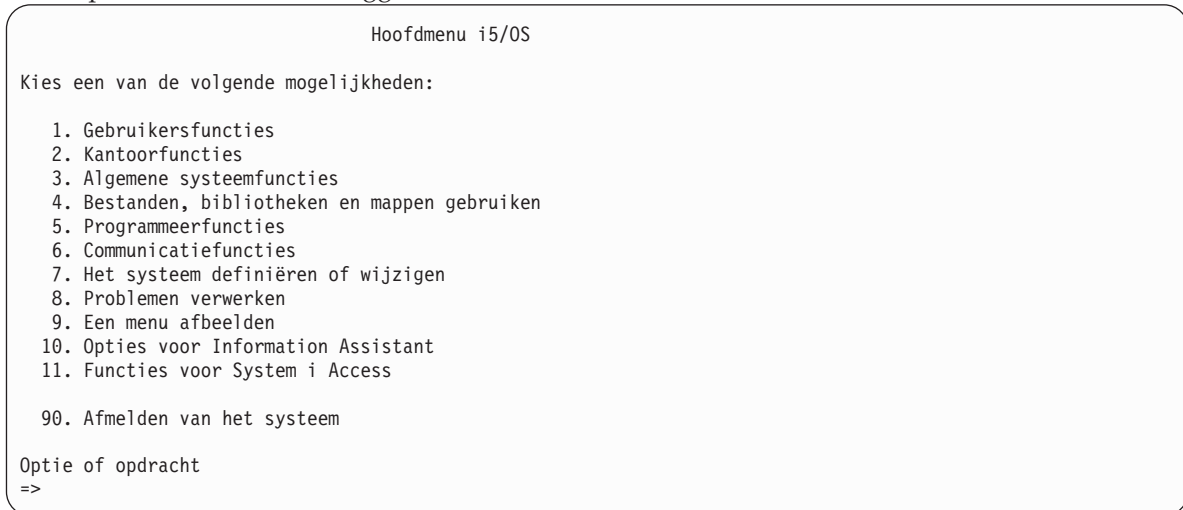 Hoofdmenu i5/OS
Kies een van de volgende mogelijkheden:
1. Gebruikersfuncties
2. Kantoorfuncties
3. Algemene systeemfuncties
4. Bestanden, bibliotheken en mappen gebruiken
5. Programmeerfuncties
6. Communicatiefuncties
7. Het systeem definiëren of wijzigen
8. Problemen verwerken
9. Een menu afbeelden
10. Opties voor Information Assistant
11. Functies voor System i Access
90. Afmelden van het systeem
Optie of opdracht
=>